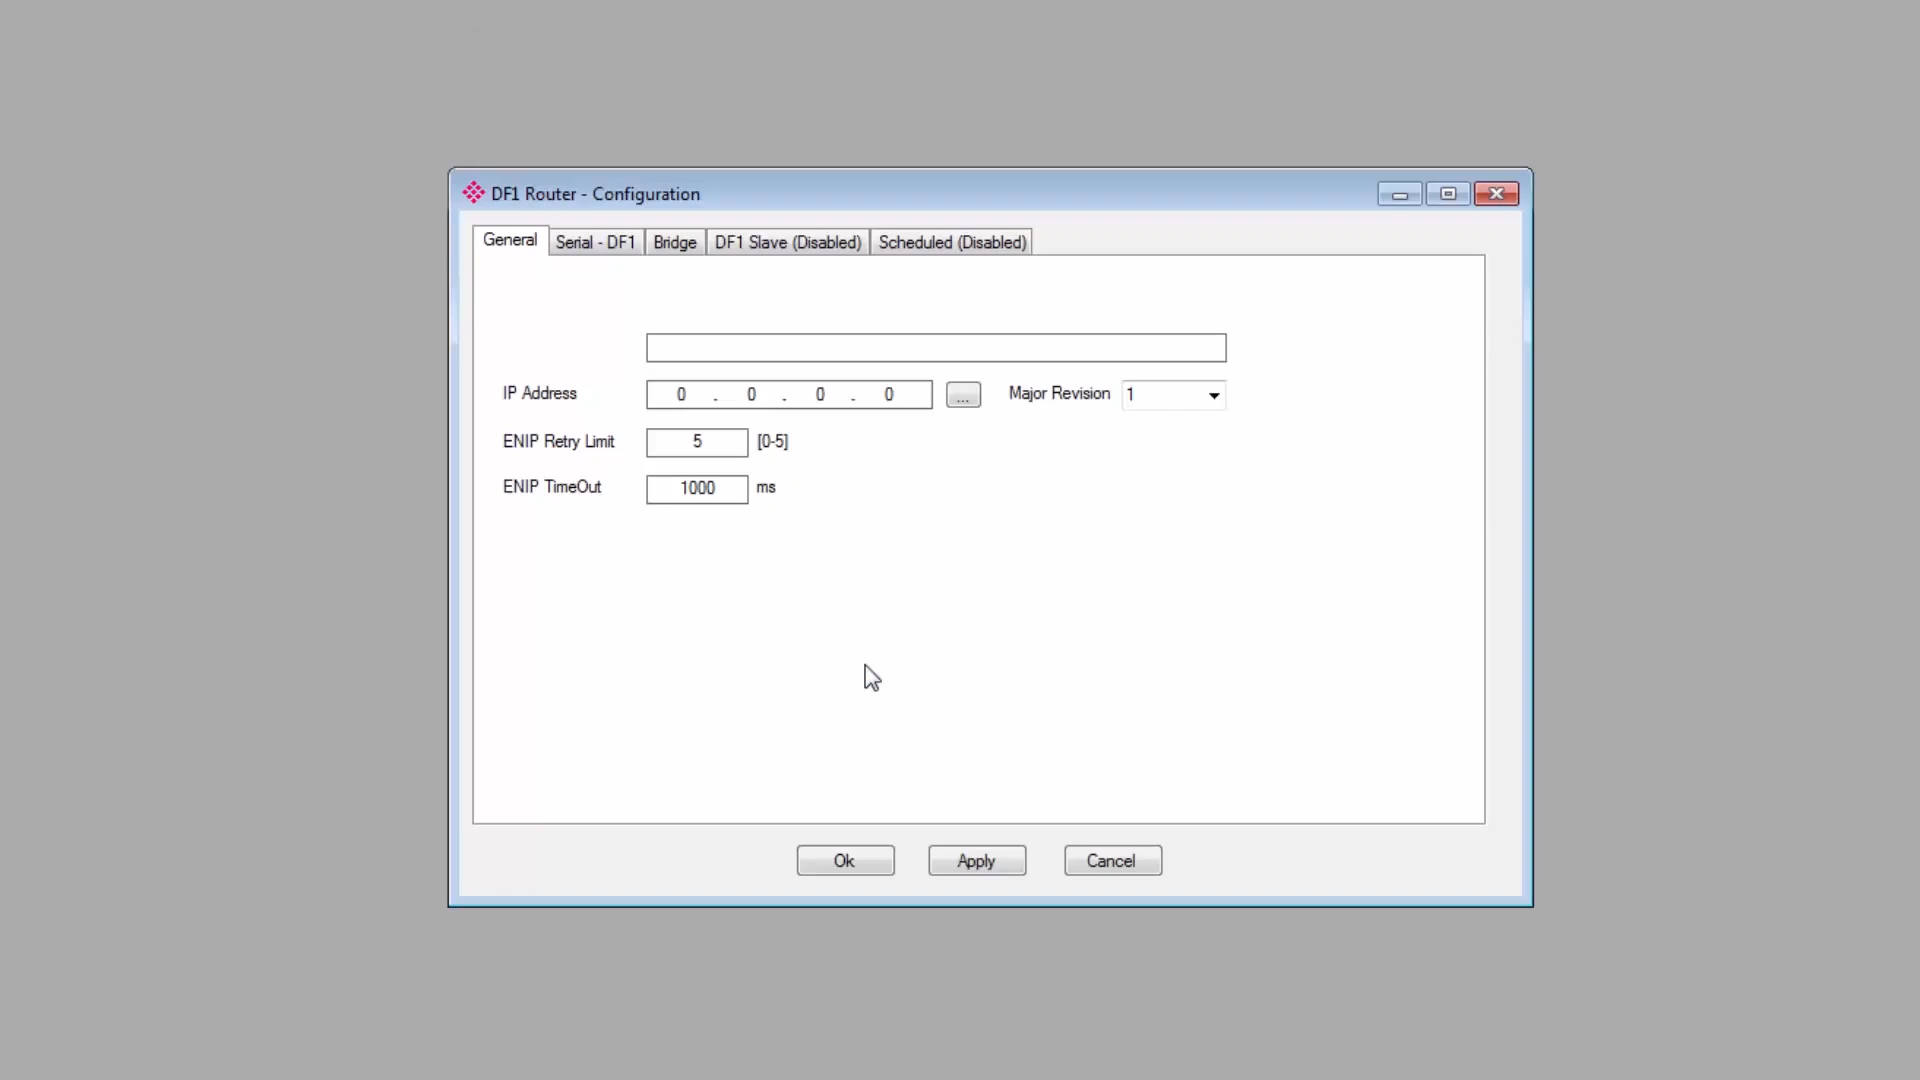 DF1 Router - Configuration
General Serial - DF1 Bridge DF1 Slave (Disabled) Scheduled (Disabled)
IP Address 0 . 0 . 0 . 0 ... Major Revision 1
ENIP Retry Limit 5 [0-5]
ENIP TimeOut 1000 ms
Ok Apply Cancel